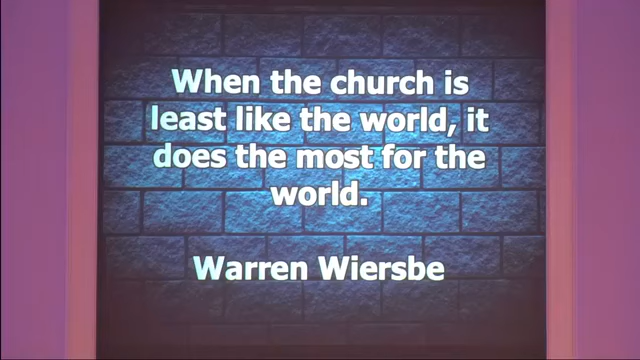 When the church is
least like the world, it
does the most for the
world.
Warren Wiersbe